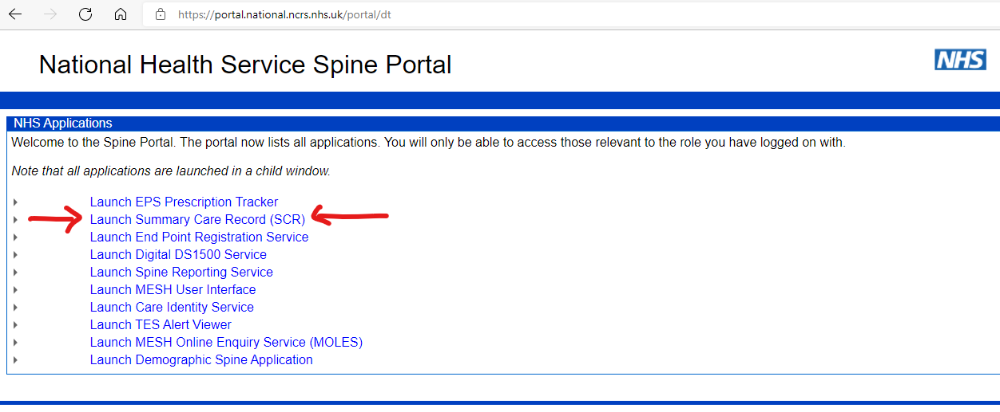 https://portal.national.ncrs.nhs.uk/portal/dt
National Health Service Spine Portal
NHS
NHS Applications
Welcome to the Spine Portal. The portal now lists all applications. You will only be able to access those relevant to the role you have logged on with.
Note that all applications are launched in a child window.
Launch EPS Prescription Tracker
Launch Summary Care Record (SCR)
Launch End Point Registration Service
Launch Digital DS1500 Service
Launch Spine Reporting Service
Launch MESH User Interface
Launch Care Identity Service
Launch TES Alert Viewer
Launch MESH Online Enquiry Service (MOLES)
Launch Demographic Spine Application